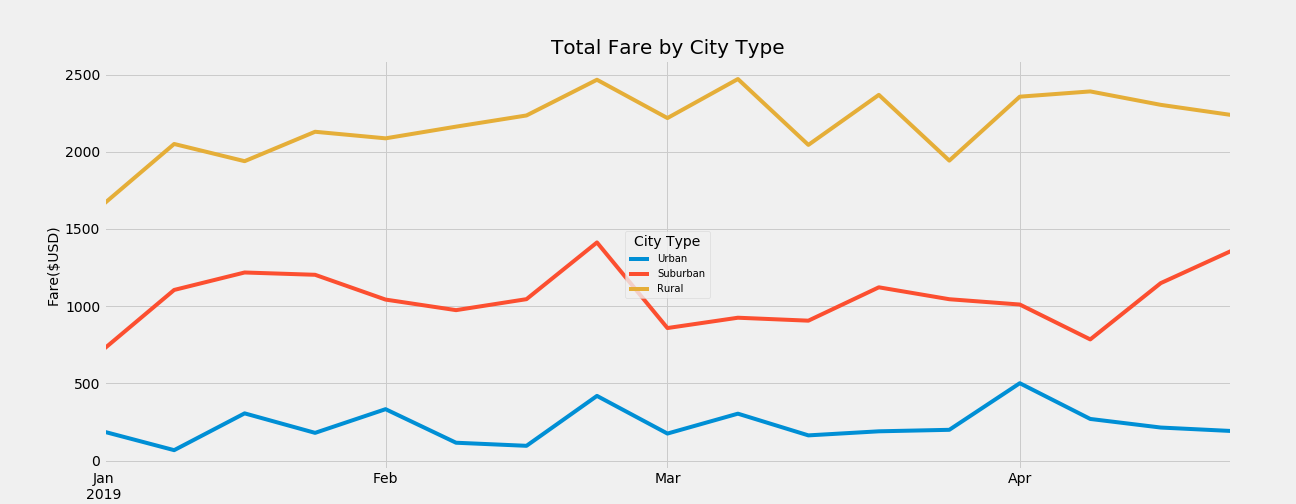 Total Fare by City Type
2500
2000
1500
1000
500
0
Fare($USD)
City Type
Urban
Suburban
Rural
Jan Feb Mar Apr
2019